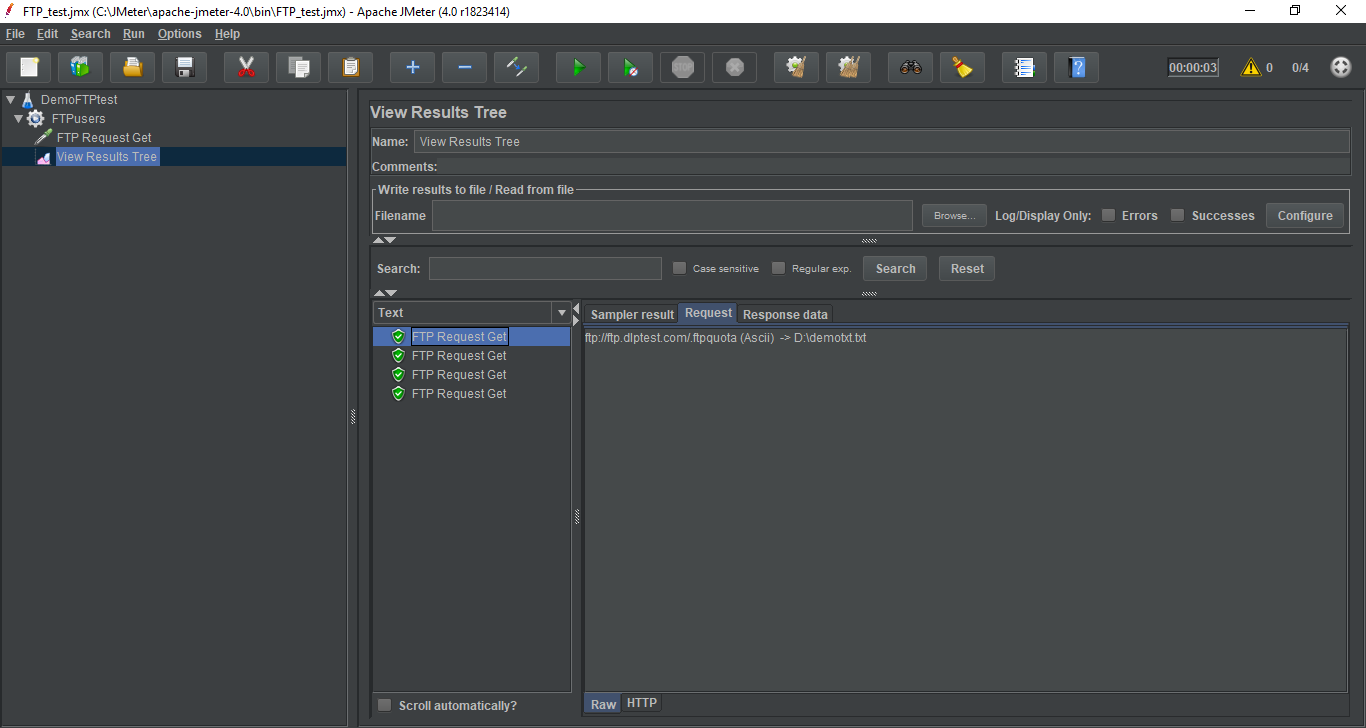 FTP_test.jmx (C:\JMeter\apache-jmeter-4.0\bin\FTP_test.jmx) - Apache JMeter (4.0 r1823414)
File Edit Search Run Options Help
STOP 00:00:03 0 0/4
DemoFTPtest
FTPusers
FTP Request Get
View Results Tree
View Results Tree
Name: View Results Tree
Comments:
Write results to file / Read from file
Filename Browse... Log/Display Only: Errors Successes Configure
Search: Case sensitive Regular exp. Search Reset
Text
FTP Request Get
FTP Request Get
FTP Request Get
FTP Request Get
Scroll automatically?
Sampler result Request Response data
ftp://ftp.dlptest.com/.ftpquota (Ascii) -> D:\demotxt.txt
Raw HTTP